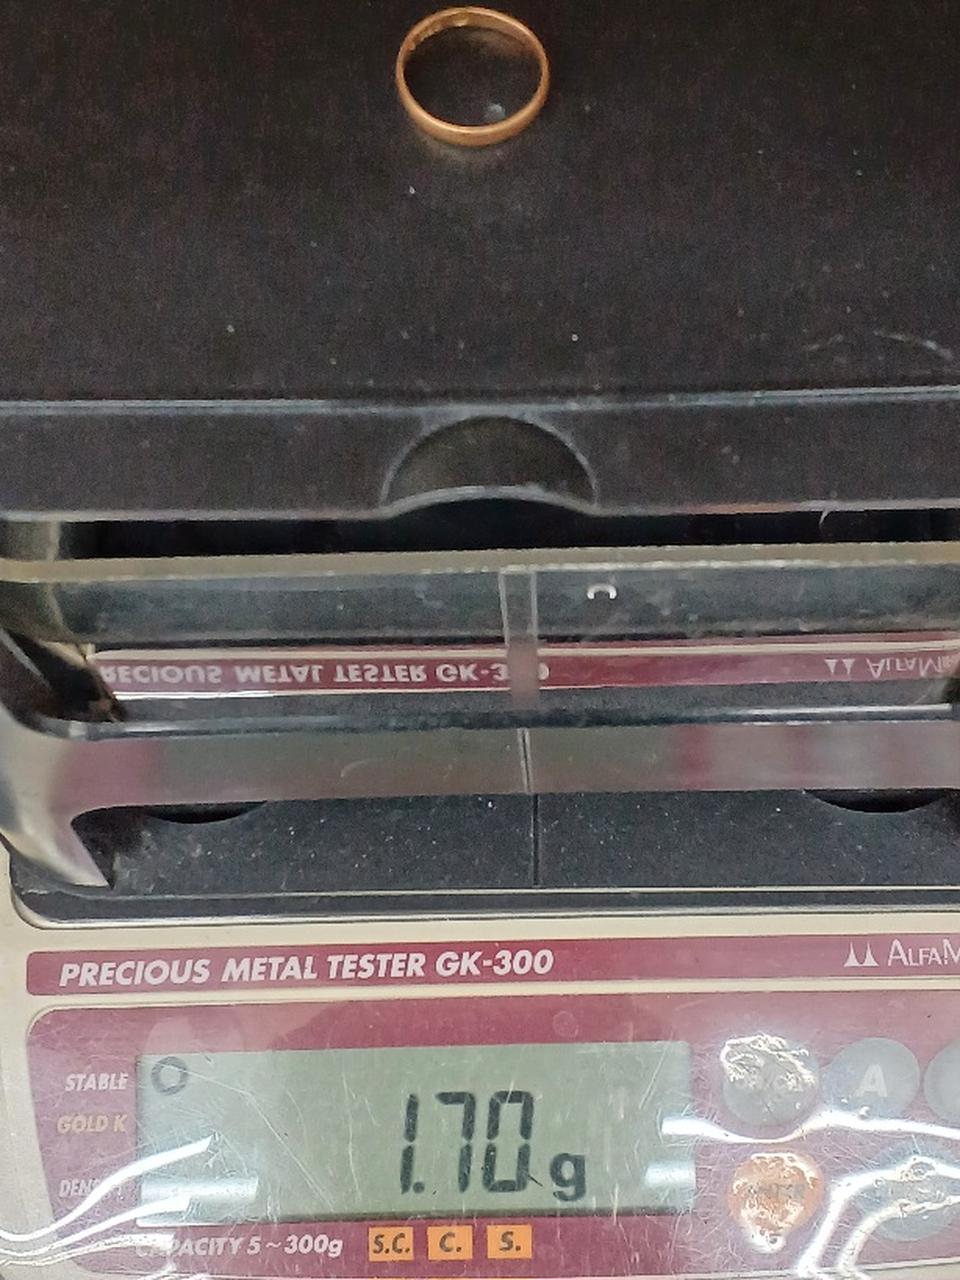 PRECIOUS METAL TESTER GK-300
PRECIOUS METAL TESTER GK-300
STABLE
GOLD K
1.70 g
A
CAPACITY 5~300g
S.C.
C.
S.